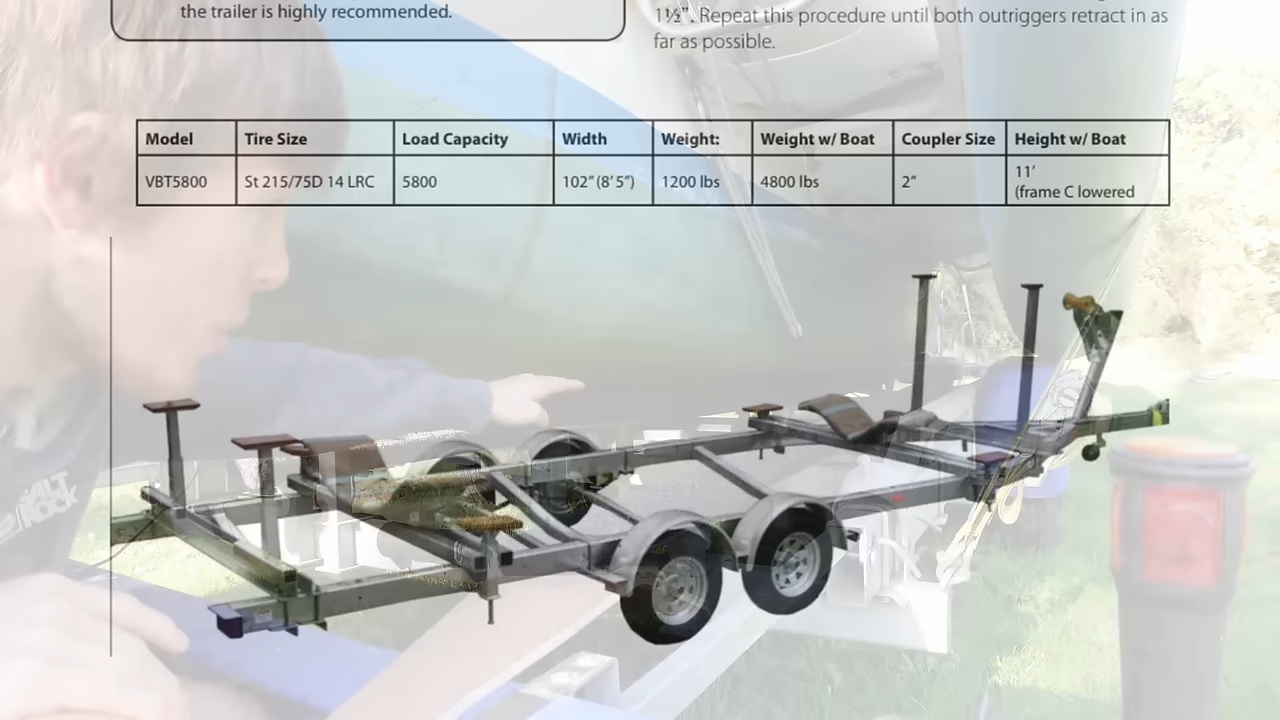 the trailer is highly recommended.
1½”. Repeat this procedure until both outriggers retract in as
far as possible.
Model Tire Size Load Capacity Width Weight: Weight w/ Boat Coupler Size Height w/ Boat
VBT5800 St 215/75D 14 LRC 5800 102” (8’ 5”) 1200 lbs 4800 lbs 2” 11’
(frame C lowered
SALT
ROCK